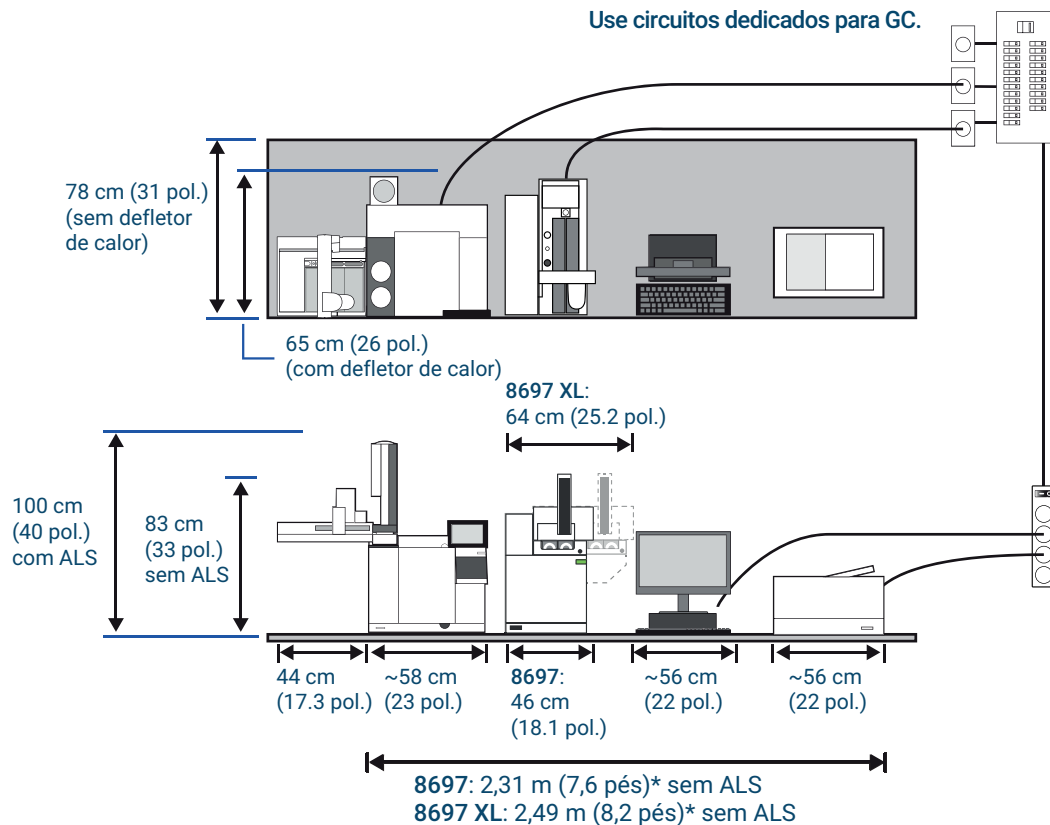 Use circuitos dedicados para GC.
78 cm (31 pol.)
(sem defletor
de calor)
65 cm (26 pol.)
(com defletor de calor)
8697 XL:
64 cm (25.2 pol.)
100 cm
(40 pol.)
com ALS
83 cm
(33 pol.)
sem ALS
44 cm
(17.3 pol.)
~58 cm
(23 pol.)
8697:
46 cm
(18.1 pol.)
~56 cm
(22 pol.)
~56 cm
(22 pol.)
8697: 2,31 m (7,6 pés)* sem ALS
8697 XL: 2,49 m (8,2 pés)* sem ALS